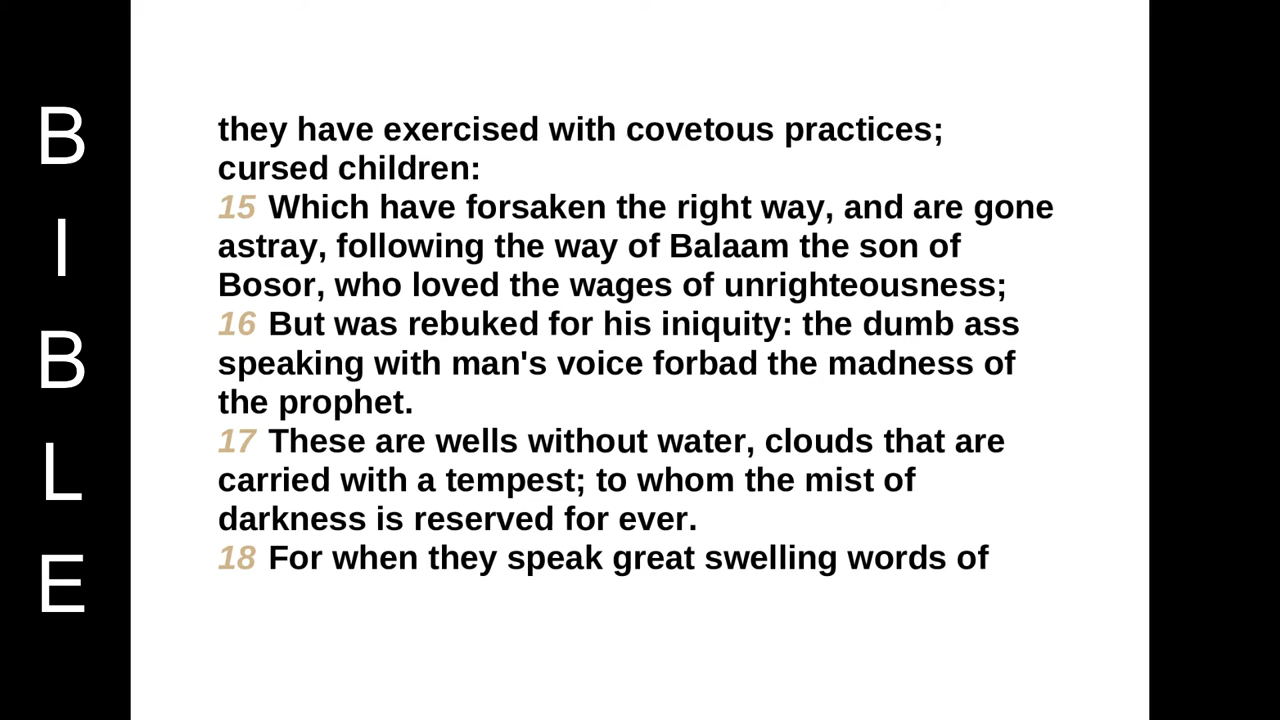 BIBLE
they have exercised with covetous practices;
cursed children:
15 Which have forsaken the right way, and are gone
astray, following the way of Balaam the son of
Bosor, who loved the wages of unrighteousness;
16 But was rebuked for his iniquity: the dumb ass
speaking with man's voice forbad the madness of
the prophet.
17 These are wells without water, clouds that are
carried with a tempest; to whom the mist of
darkness is reserved for ever.
18 For when they speak great swelling words of